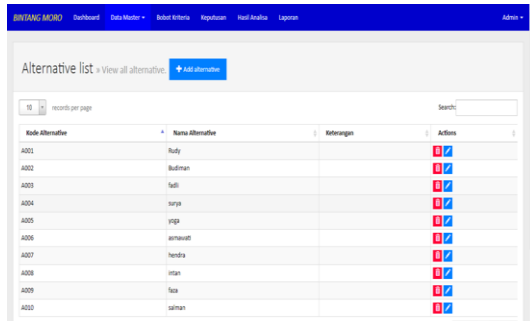 BINTANG MORO Dashboard Data Master Bobot Kriteria Keputusan Hasil Analisa Laporan Admin
Alternative list » View all alternative. + Add alternative
10 records per page Search:
Kode Alternative Nama Alternative Keterangan Actions
A001 Rudy
A002 Budiman
A003 fadli
A004 surya
A005 yoga
A006 asmawati
A007 hendra
A008 intan
A009 faza
A010 salman